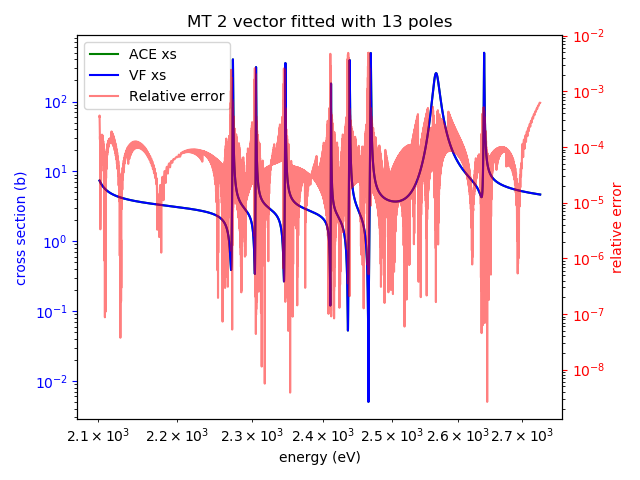 MT 2 vector fitted with 13 poles
ACE xs
VF xs
Relative error
cross section (b)
10²
10¹
10⁰
10⁻¹
10⁻²
10⁻²
10⁻³
10⁻⁴
10⁻⁵
10⁻⁶
10⁻⁷
10⁻⁸
relative error
2.1 × 10³ 2.2 × 10³ 2.3 × 10³ 2.4 × 10³ 2.5 × 10³ 2.6 × 10³ 2.7 × 10³
energy (eV)